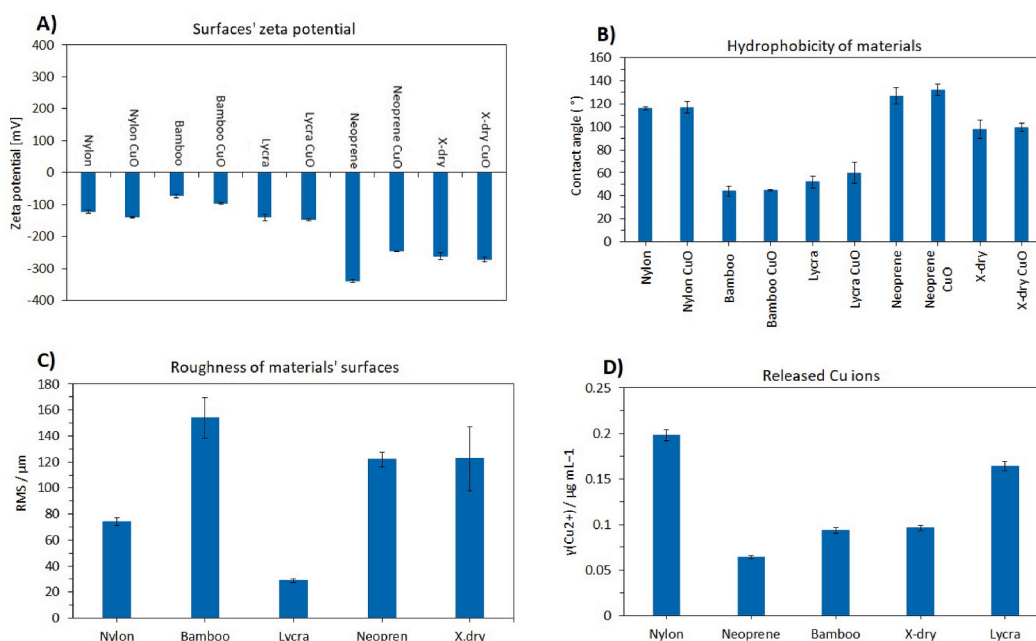 A)
Surfaces' zeta potential
Zeta potential [mV]
400
300
200
100
0
-100
-200
-300
-400
Nylon
Nylon CuO
Bamboo
Bamboo CuO
Lycra
Lycra CuO
Neoprene
Neoprene CuO
X-dry
X-dry CuO
B)
Hydrophobicity of materials
Contact angle ( °)
160
140
120
100
80
60
40
20
0
Nylon
Nylon CuO
Bamboo
Bamboo CuO
Lycra
Lycra CuO
Neoprene
Neoprene
CuO
X-dry
X-dry CuO
C)
Roughness of materials' surfaces
RMS / μm
180
160
140
120
100
80
60
40
20
0
Nylon
Bamboo
Lycra
Neopren
X.dry
D)
Released Cu ions
γ(Cu2+) / μg mL−1
0.25
0.2
0.15
0.1
0.05
0
Nylon
Neoprene
Bamboo
X-dry
Lycra